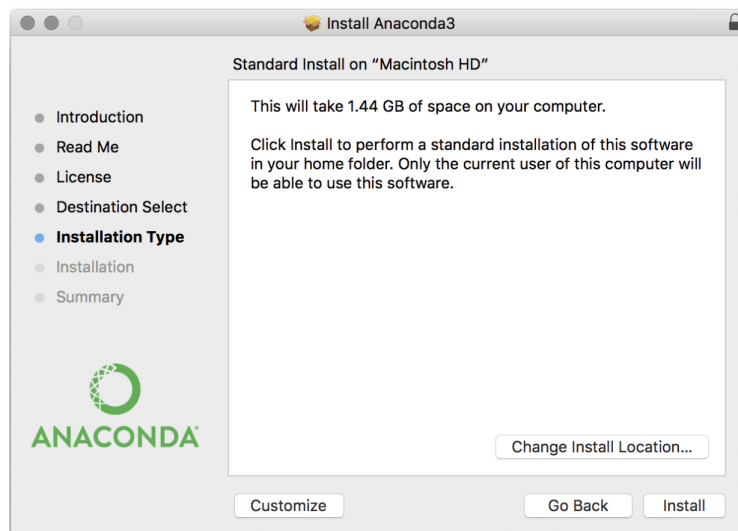 Install Anaconda3
Standard Install on “Macintosh HD”
Introduction
Read Me
License
Destination Select
Installation Type
Installation
Summary
This will take 1.44 GB of space on your computer.
Click Install to perform a standard installation of this software
in your home folder. Only the current user of this computer will
be able to use this software.
ANACONDA
Change Install Location...
Customize
Go Back
Install